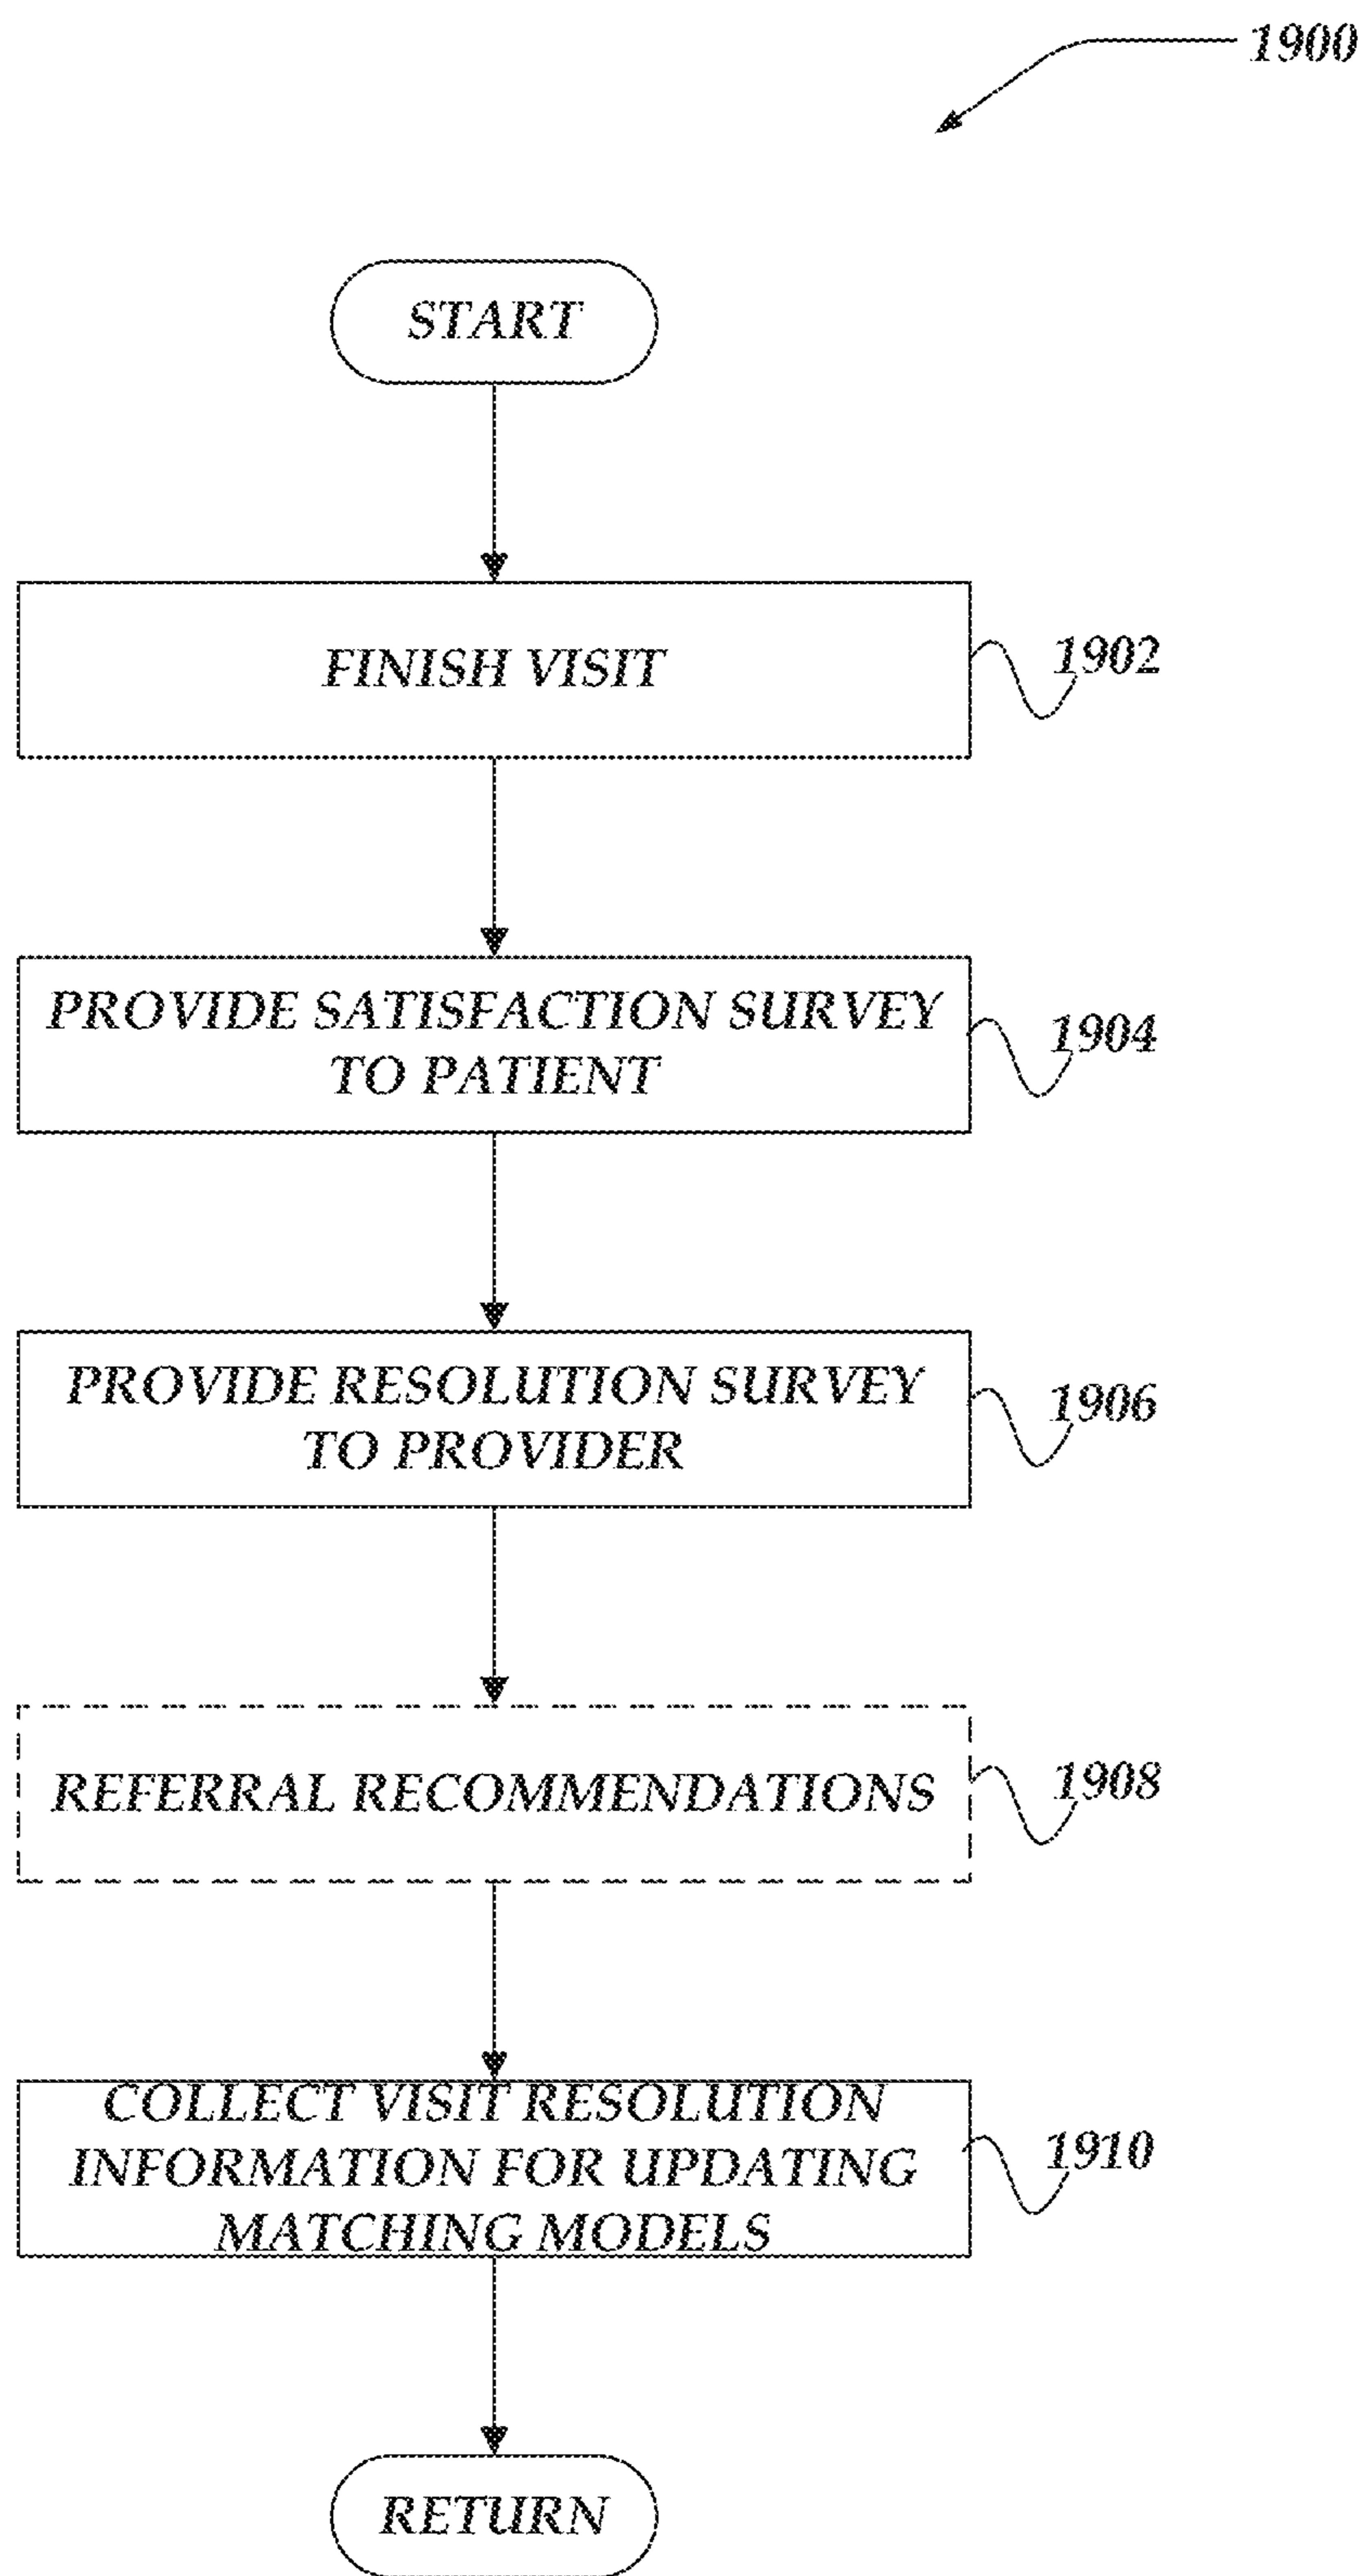 1900
START
FINISH VISIT
1902
PROVIDE SATISFACTION SURVEY
TO PATIENT
1904
PROVIDE RESOLUTION SURVEY
TO PROVIDER
1906
REFERRAL RECOMMENDATIONS
1908
COLLECT VISIT RESOLUTION
INFORMATION FOR UPDATING
MATCHING MODELS
1910
RETURN